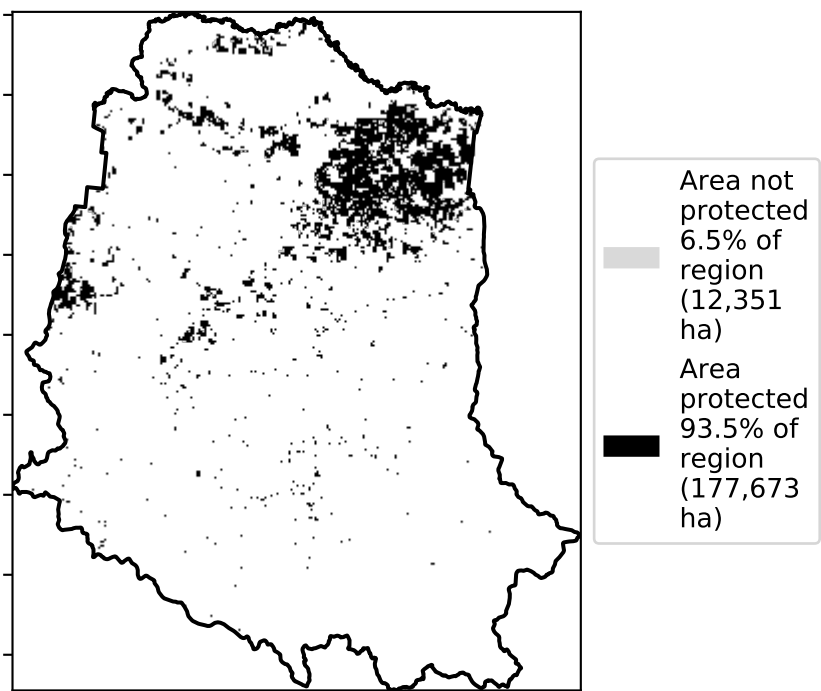 Area not
protected
6.5% of
region
(12,351
ha)
Area
protected
93.5% of
region
(177,673
ha)